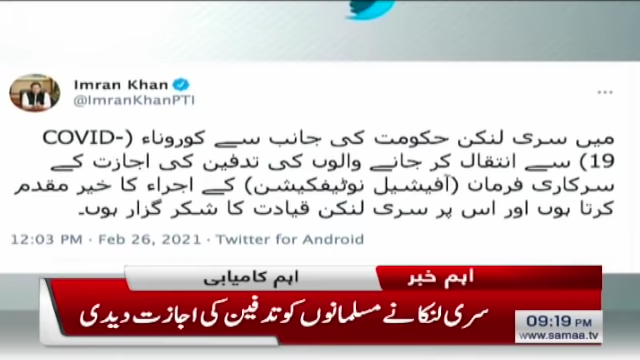 Imran Khan
@ImranKhanPTI
میں سری لنکن حکومت کی جانب سے کوروناء (COVID-
19) سے انتقال کر جانے والوں کی تدفین کی اجازت کے
سرکاری فرمان (آفیشیل نوٹیفکیشن) کے اجراء کا خیر مقدم
کرتا ہوں اور اس پر سری لنکن قیادت کا شکر گزار ہوں۔
12:03 PM · Feb 26, 2021 · Twitter for Android
اہم خبر
اہم کامیابی
سری لنکا نے مسلمانوں کو تدفین کی اجازت دیدی
09:19 PM
www.samaa.tv